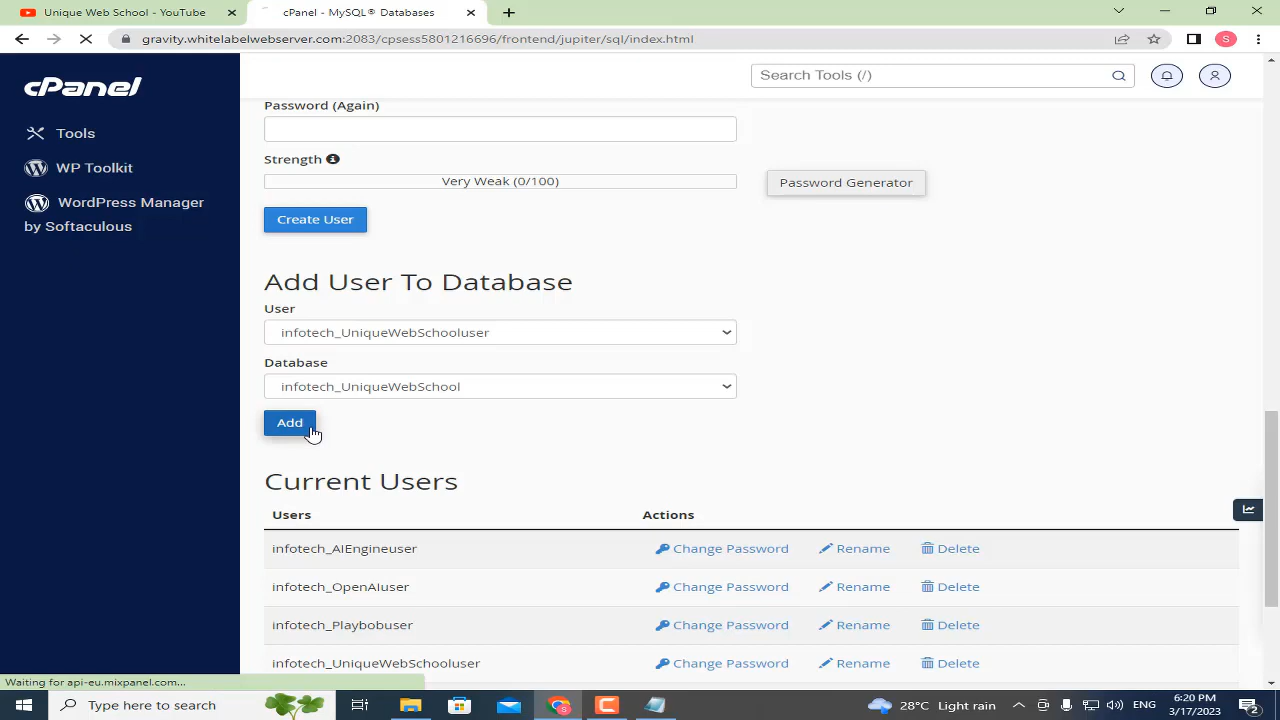 Unique Web School - YouTube
cPanel - MySQL® Databases
gravity.whitelabelwebserver.com:2083/cpsess5801216696/frontend/jupiter/sql/index.html
S
cPanel
Search Tools (/)
Tools
WP Toolkit
WordPress Manager
by Softaculous
Password (Again)
Strength
Very Weak (0/100)
Password Generator
Create User
Add User To Database
User
infotech_UniqueWebSchooluser
Database
infotech_UniqueWebSchool
Add
Current Users
Users Actions
infotech_AIEngineuser Change Password Rename Delete
infotech_OpenAIuser Change Password Rename Delete
infotech_Playbobuser Change Password Rename Delete
infotech_UniqueWebSchooluser Change Password Rename Delete
Waiting for api-eu.mixpanel.com...
Type here to search
28°C Light rain
ENG
6:20 PM
3/17/2023
2